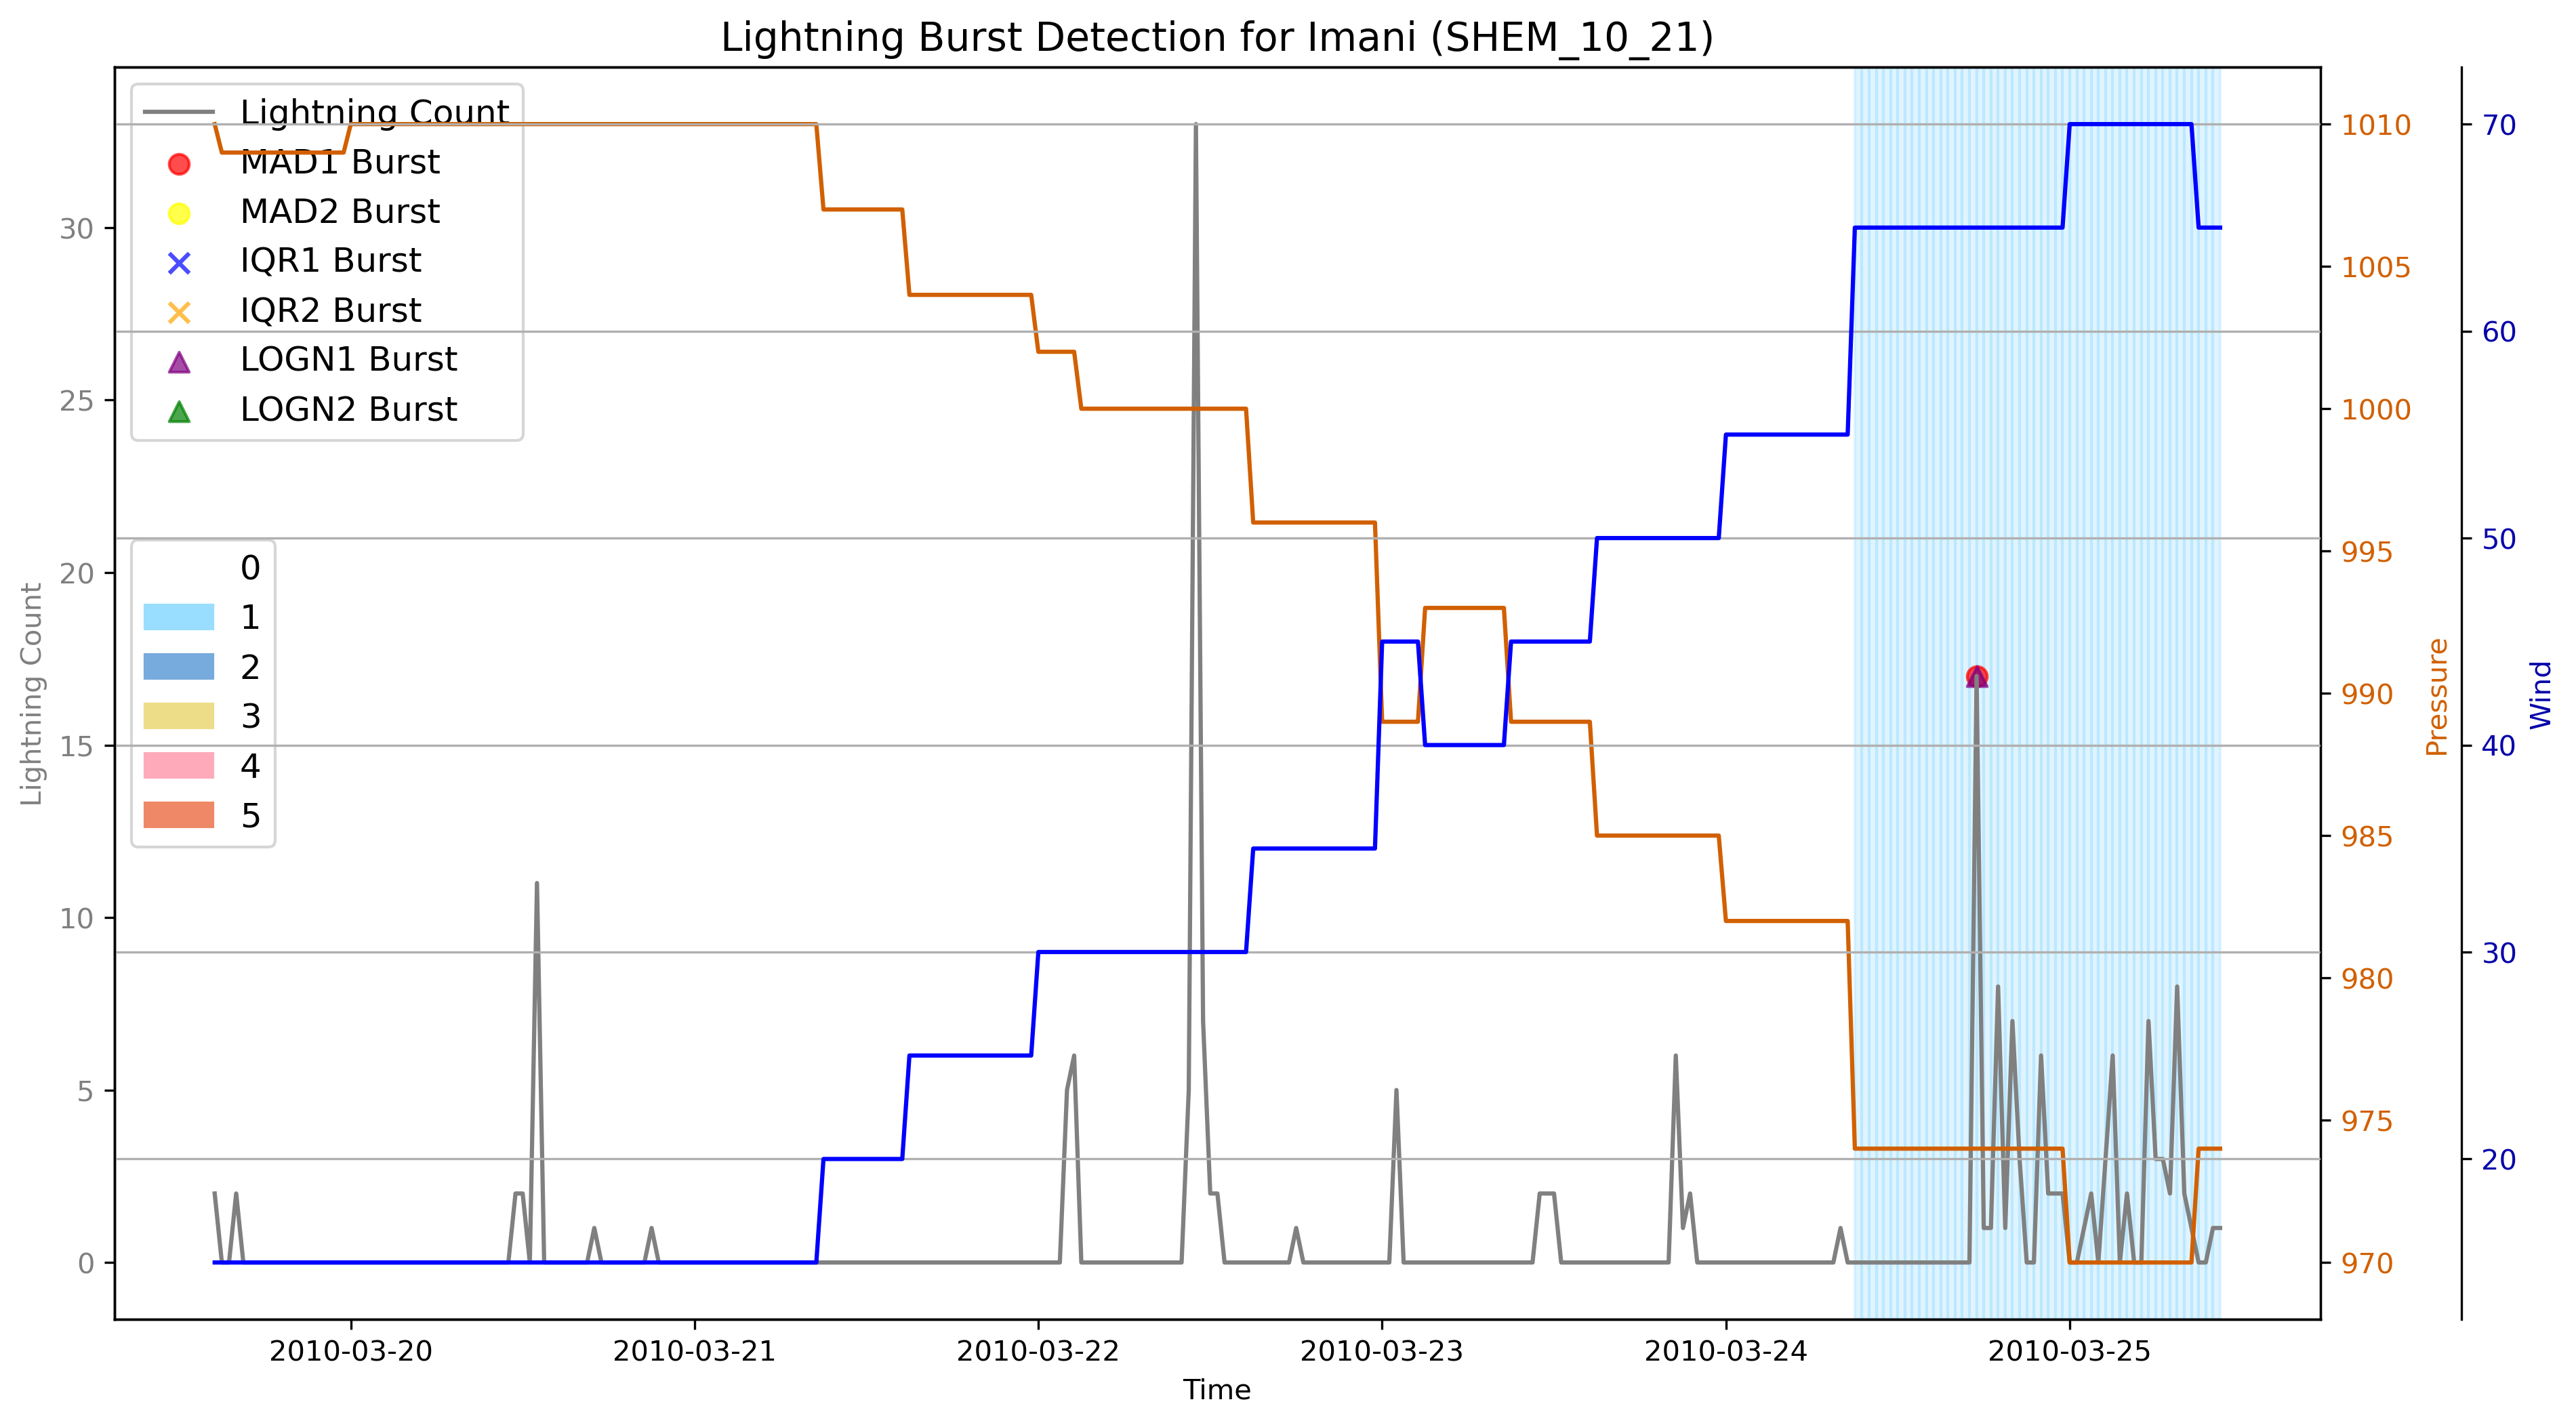 Lightning Burst Detection for Imani (SHEM_10_21)
Lightning Count
MAD1 Burst
MAD2 Burst
IQR1 Burst
IQR2 Burst
LOGN1 Burst
LOGN2 Burst
0
1
2
3
4
5
Lightning Count
30
25
20
15
10
5
0
1010
1005
1000
995
990
985
980
975
970
Pressure
70
60
50
40
30
20
Wind
2010-03-20
2010-03-21
2010-03-22
2010-03-23
2010-03-24
2010-03-25
Time